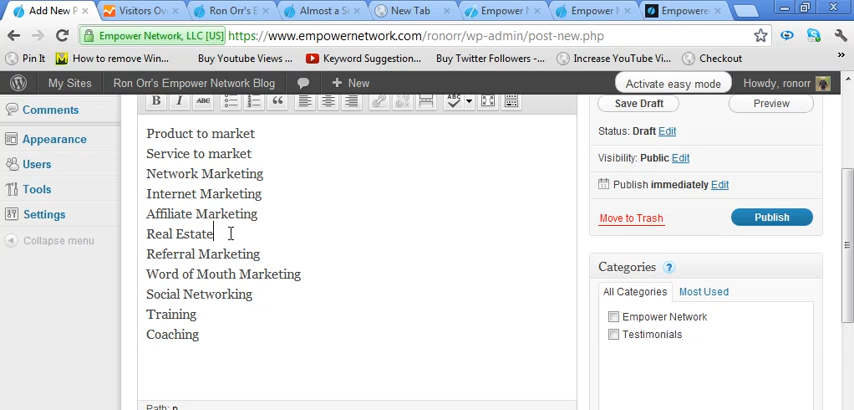 Add New P
Visitors Ov
Ron Orr's E
Almost a S
New Tab
Empower N
Empower N
Empowere
Empower Network, LLC [US]
https://www.empowernetwork.com/ronorr/wp-admin/post-new.php
Pin It
How to remove Win...
Buy Youtube Views ...
Keyword Suggestion...
Buy Twitter Followers -...
Increase YouTube Vie...
Checkout
My Sites
Ron Orr's Empower Network Blog
+ New
Activate easy mode
Howdy, ronorr
Comments
Appearance
Users
Tools
Settings
Collapse menu
B I ABC
ABC
Product to market
Service to market
Network Marketing
Internet Marketing
Affiliate Marketing
Real Estate
Referral Marketing
Word of Mouth Marketing
Social Networking
Training
Coaching
Path: p
Save Draft
Preview
Status: Draft Edit
Visibility: Public Edit
Publish immediately Edit
Move to Trash
Publish
Categories ?
All Categories
Most Used
Empower Network
Testimonials